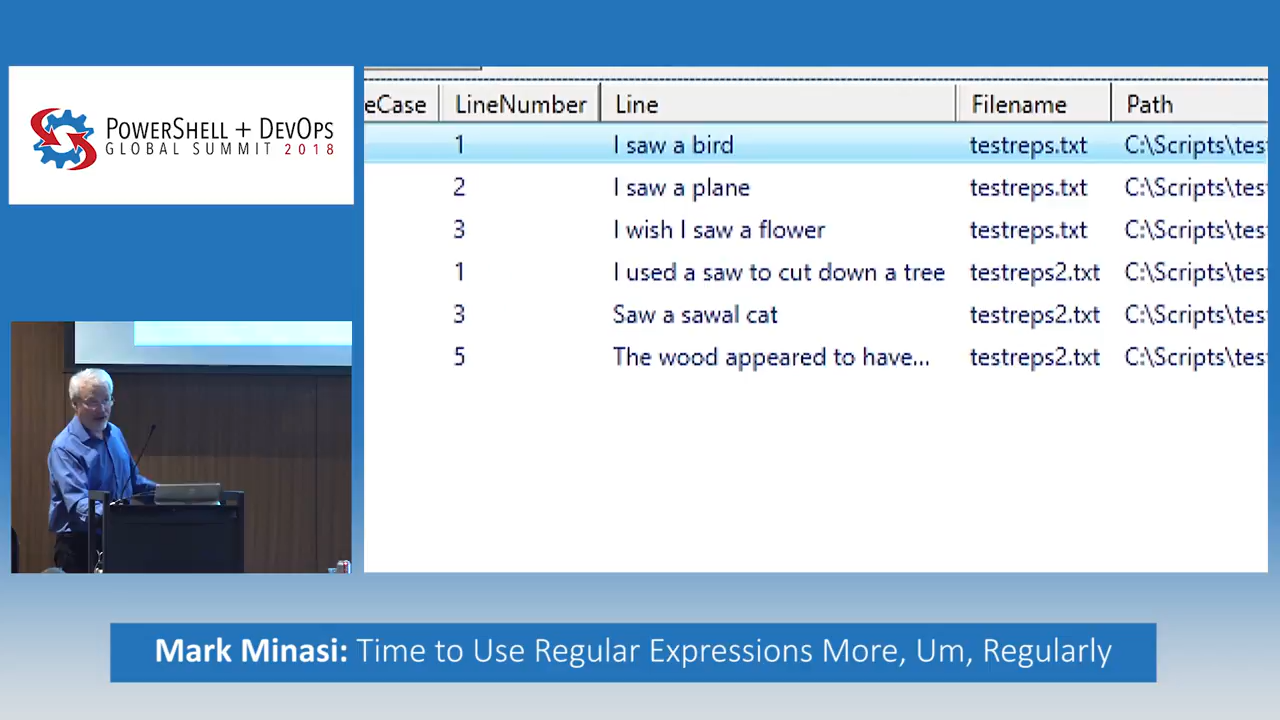 POWERSHELL + DEVOPS
GLOBAL SUMMIT 2018
eCase LineNumber Line Filename Path
1 I saw a bird testreps.txt C:\Scripts\tes
2 I saw a plane testreps.txt C:\Scripts\tes
3 I wish I saw a flower testreps.txt C:\Scripts\tes
1 I used a saw to cut down a tree testreps2.txt C:\Scripts\tes
3 Saw a sawal cat testreps2.txt C:\Scripts\tes
5 The wood appeared to have... testreps2.txt C:\Scripts\tes
Mark Minasi: Time to Use Regular Expressions More, Um, Regularly